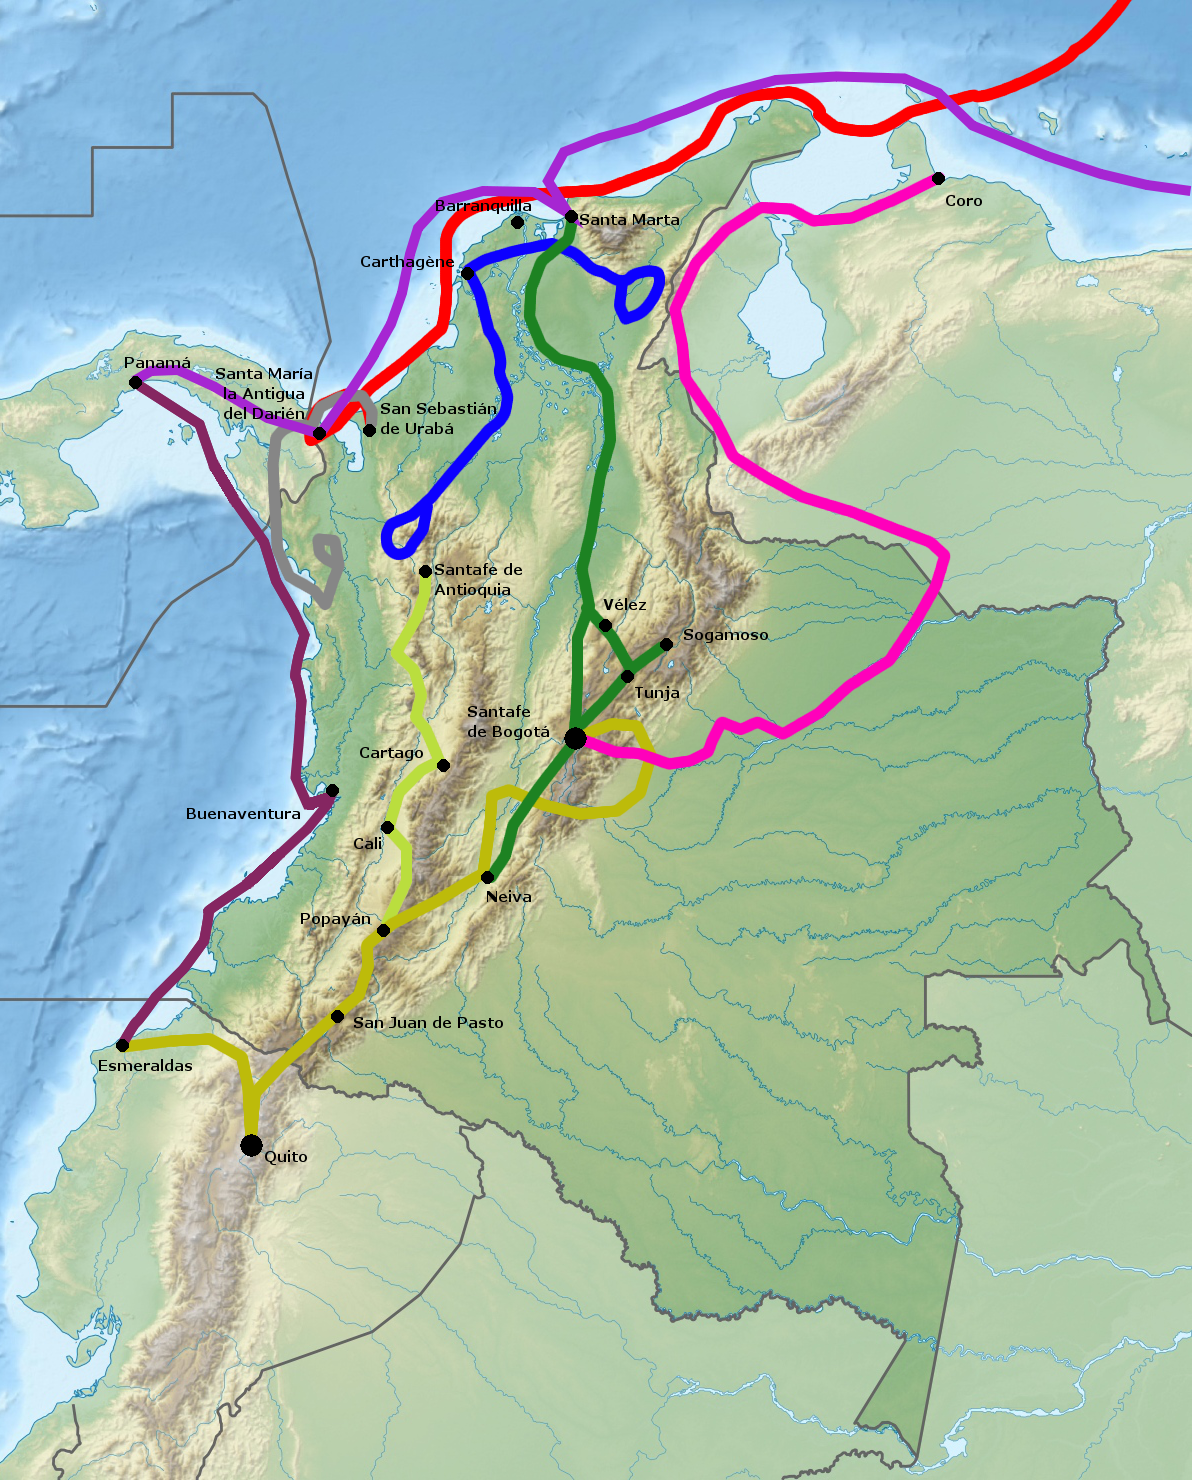 Coro
Barranquilla
Santa Marta
Carthagène
Panamá
Santa María
la Antigua
del Darién
San Sebastián
de Urabá
Santafe de
Antioquia
Vélez
Sogamoso
Tunja
Santafe
de Bogotá
Cartago
Buenaventura
Cali
Neiva
Popayán
San Juan de Pasto
Esmeraldas
Quito